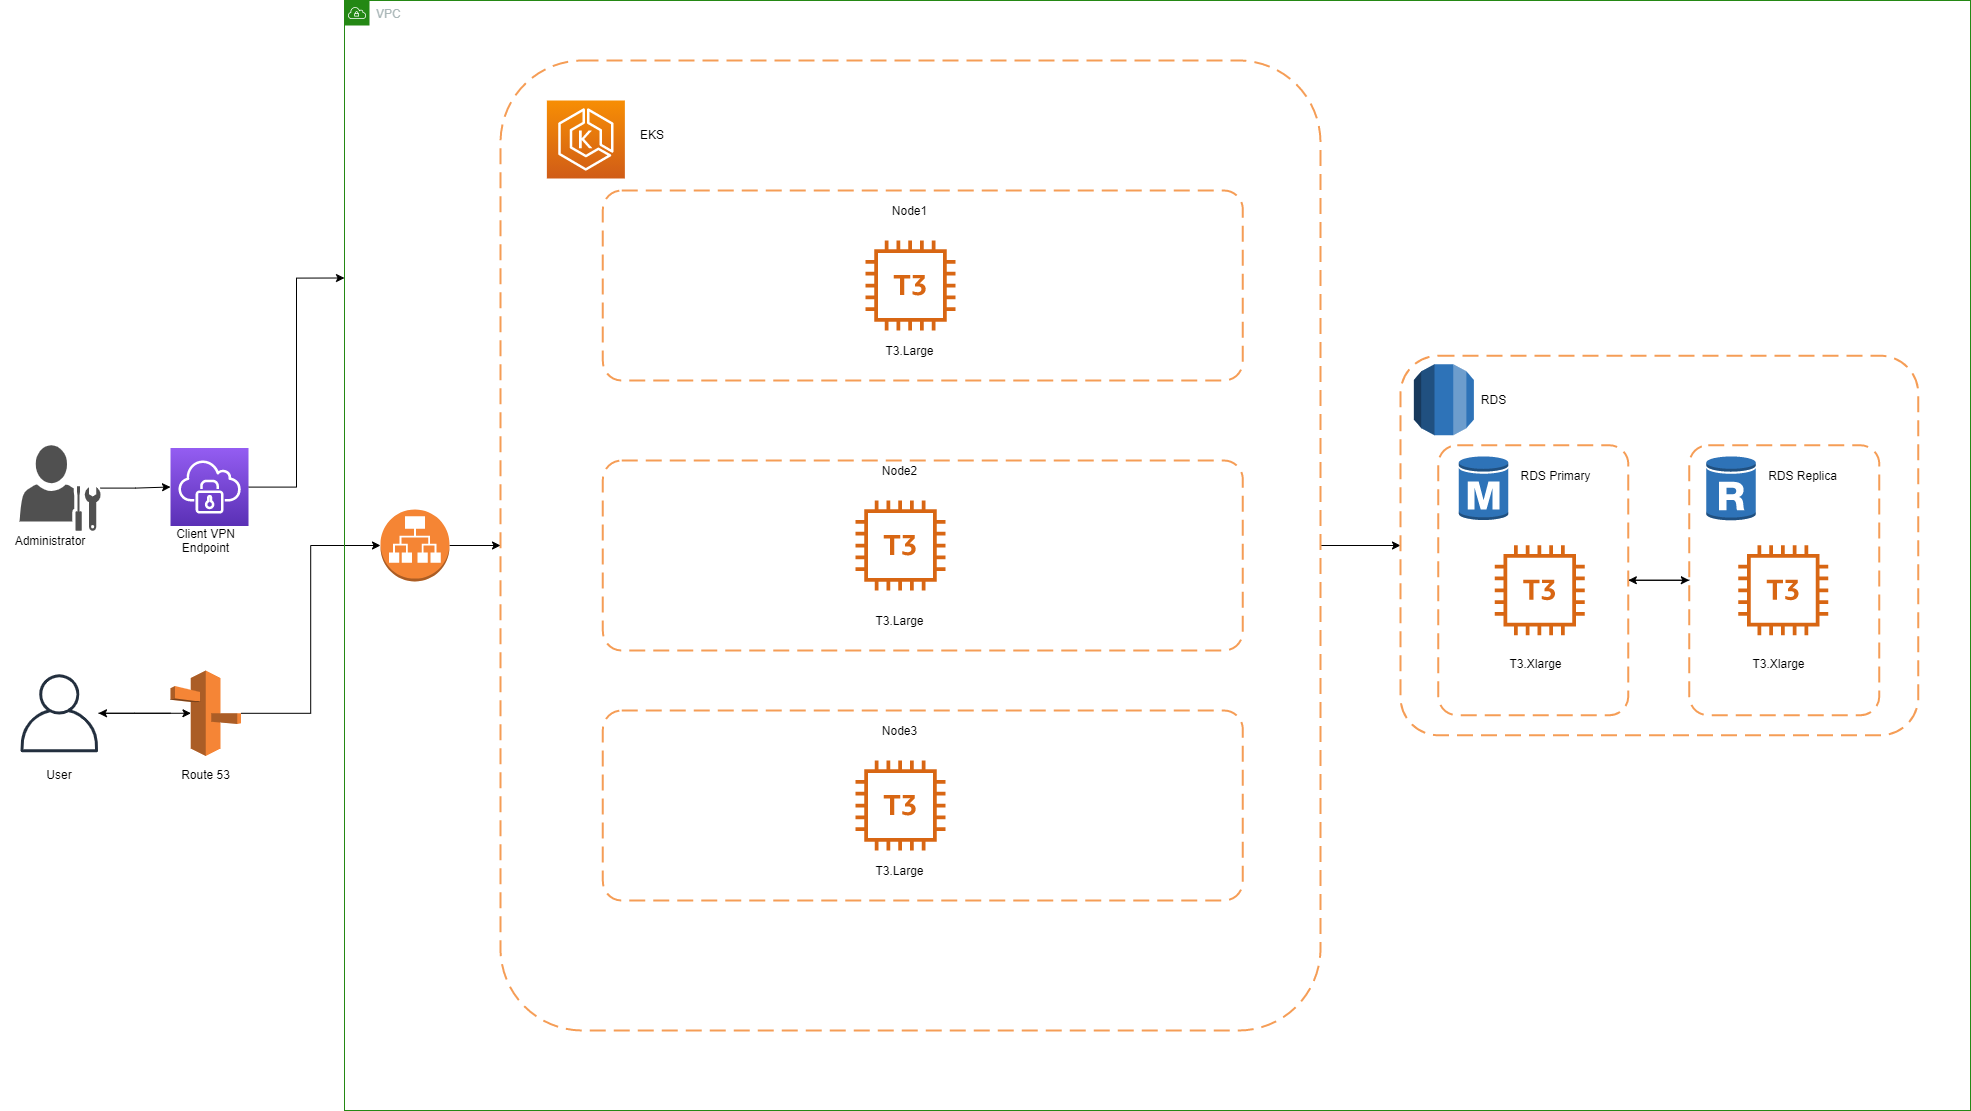 VPC
EKS
Node1
T3
T3.Large
Node2
T3
T3.Large
Node3
T3
T3.Large
RDS
M
RDS Primary
T3
T3.Xlarge
R
RDS Replica
T3
T3.Xlarge
Administrator
Client VPN
Endpoint
User
Route 53
K